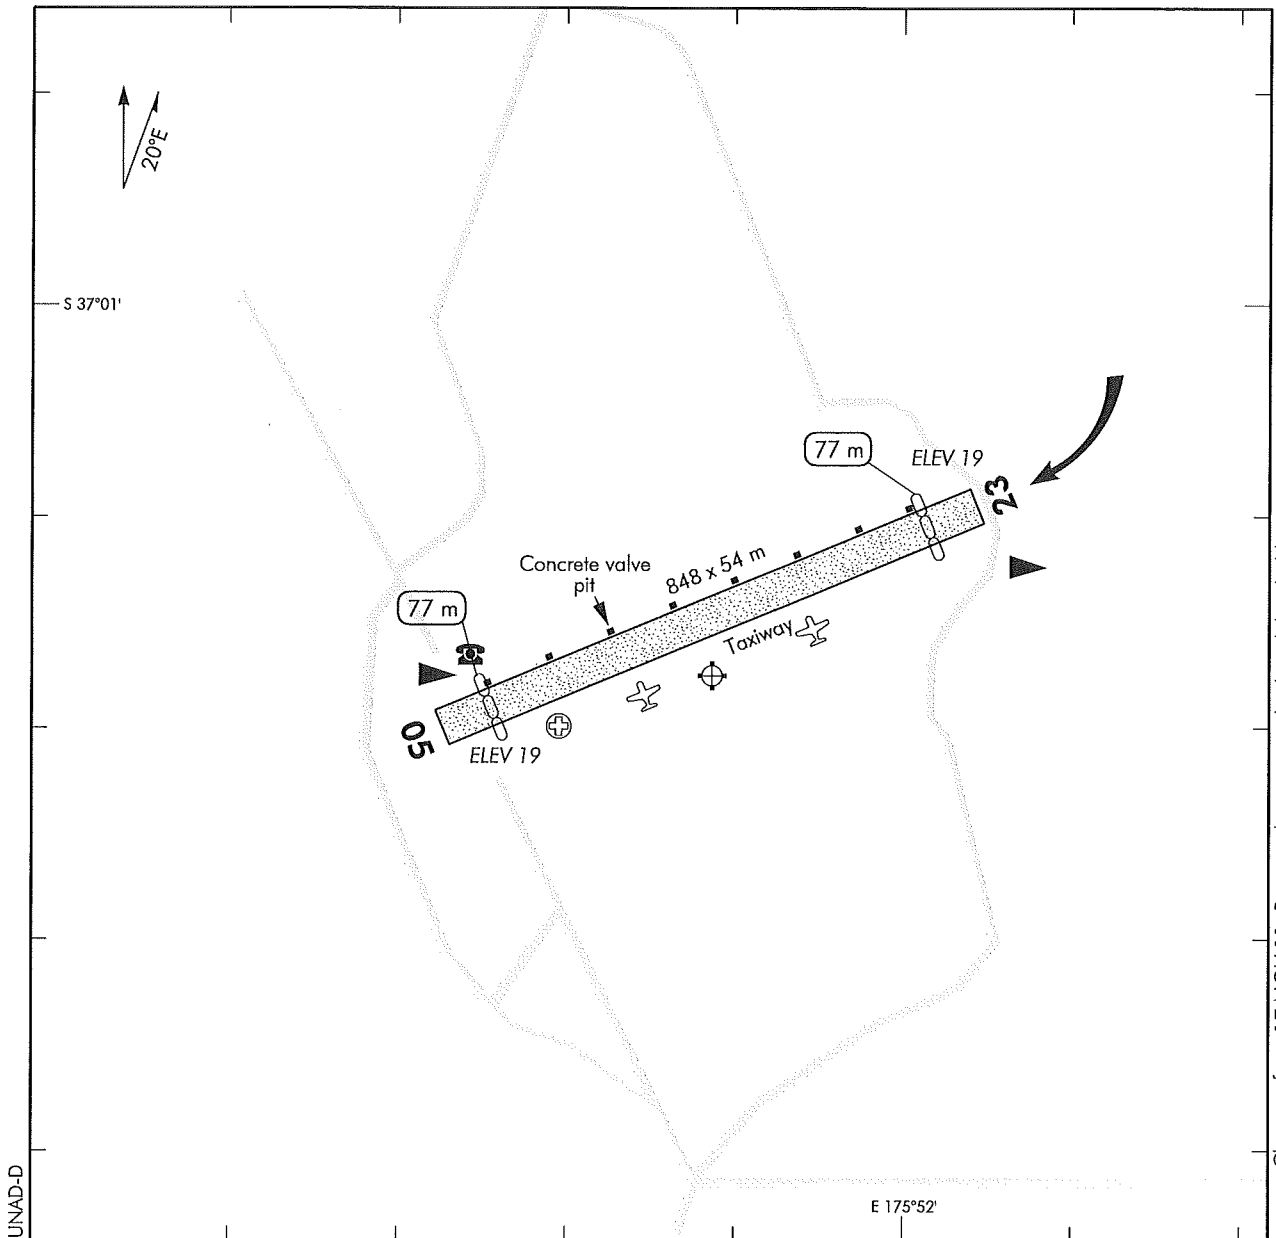 20°E
S 37°01'
77 m
ELEV 19
23
Concrete valve
pit
848 x 54 m
77 m
Taxiway
05
ELEV 19
E 175°52'
UNAD-D